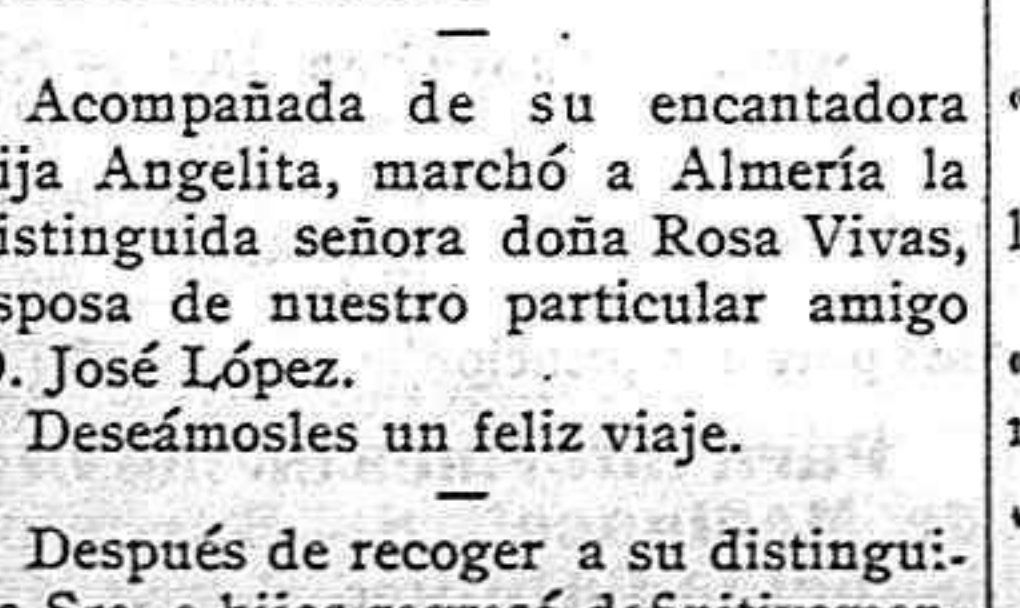 Acompañada de su encantadora
ija Angelita, marchó a Almería la
istinguida señora doña Rosa Vivas,
sposa de nuestro particular amigo
. José López.
Deseámosles un feliz viaje.
Después de recoger a su distingui-